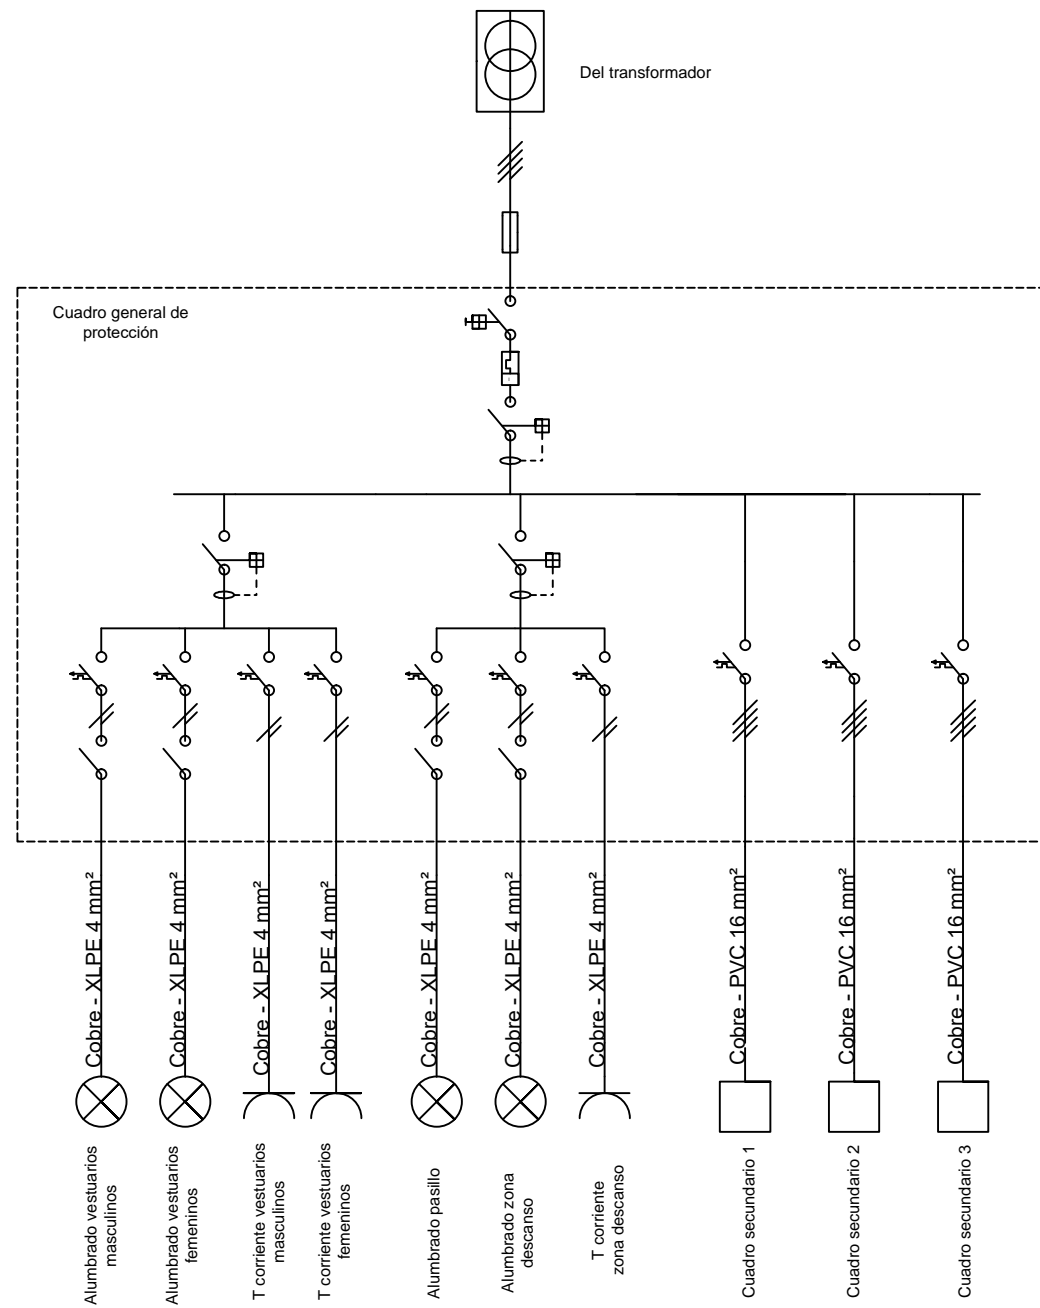 Del transformador
Cuadro general de
protección
Cobre - XLPE 4 mm²
Cobre - XLPE 4 mm²
Cobre - XLPE 4 mm²
Cobre - XLPE 4 mm²
Cobre - XLPE 4 mm²
Cobre - XLPE 4 mm²
Cobre - XLPE 4 mm²
Cobre - PVC 16 mm²
Cobre - PVC 16 mm²
Cobre - PVC 16 mm²
Alumbrado vestuarios
masculinos
Alumbrado vestuarios
femeninos
T corriente vestuarios
masculinos
T corriente vestuarios
femeninos
Alumbrado pasillo
Alumbrado zona
descanso
T corriente
zona descanso
Cuadro secundario 1
Cuadro secundario 2
Cuadro secundario 3